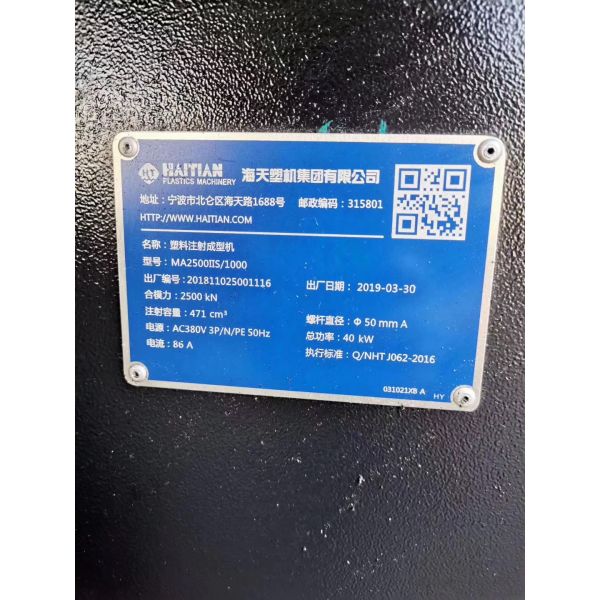 HT HAITIAN PLASTICS MACHINERY 海天塑机集团有限公司
地址：宁波市北仑区海天路1688号 邮政编码：315801
HTTP://WWW.HAITIAN.COM
名称：塑料注射成型机
型号：MA2500IIS/1000
出厂编号：201811025001116 出厂日期：2019-03-30
合模力：2500 kN
注射容量：471 cm³ 螺杆直径：Φ 50 mm A
电源：AC380V 3P/N/PE 50Hz 总功率：40 kW
电流：86 A 执行标准：Q/NHT J062-2016
031021XB A HY